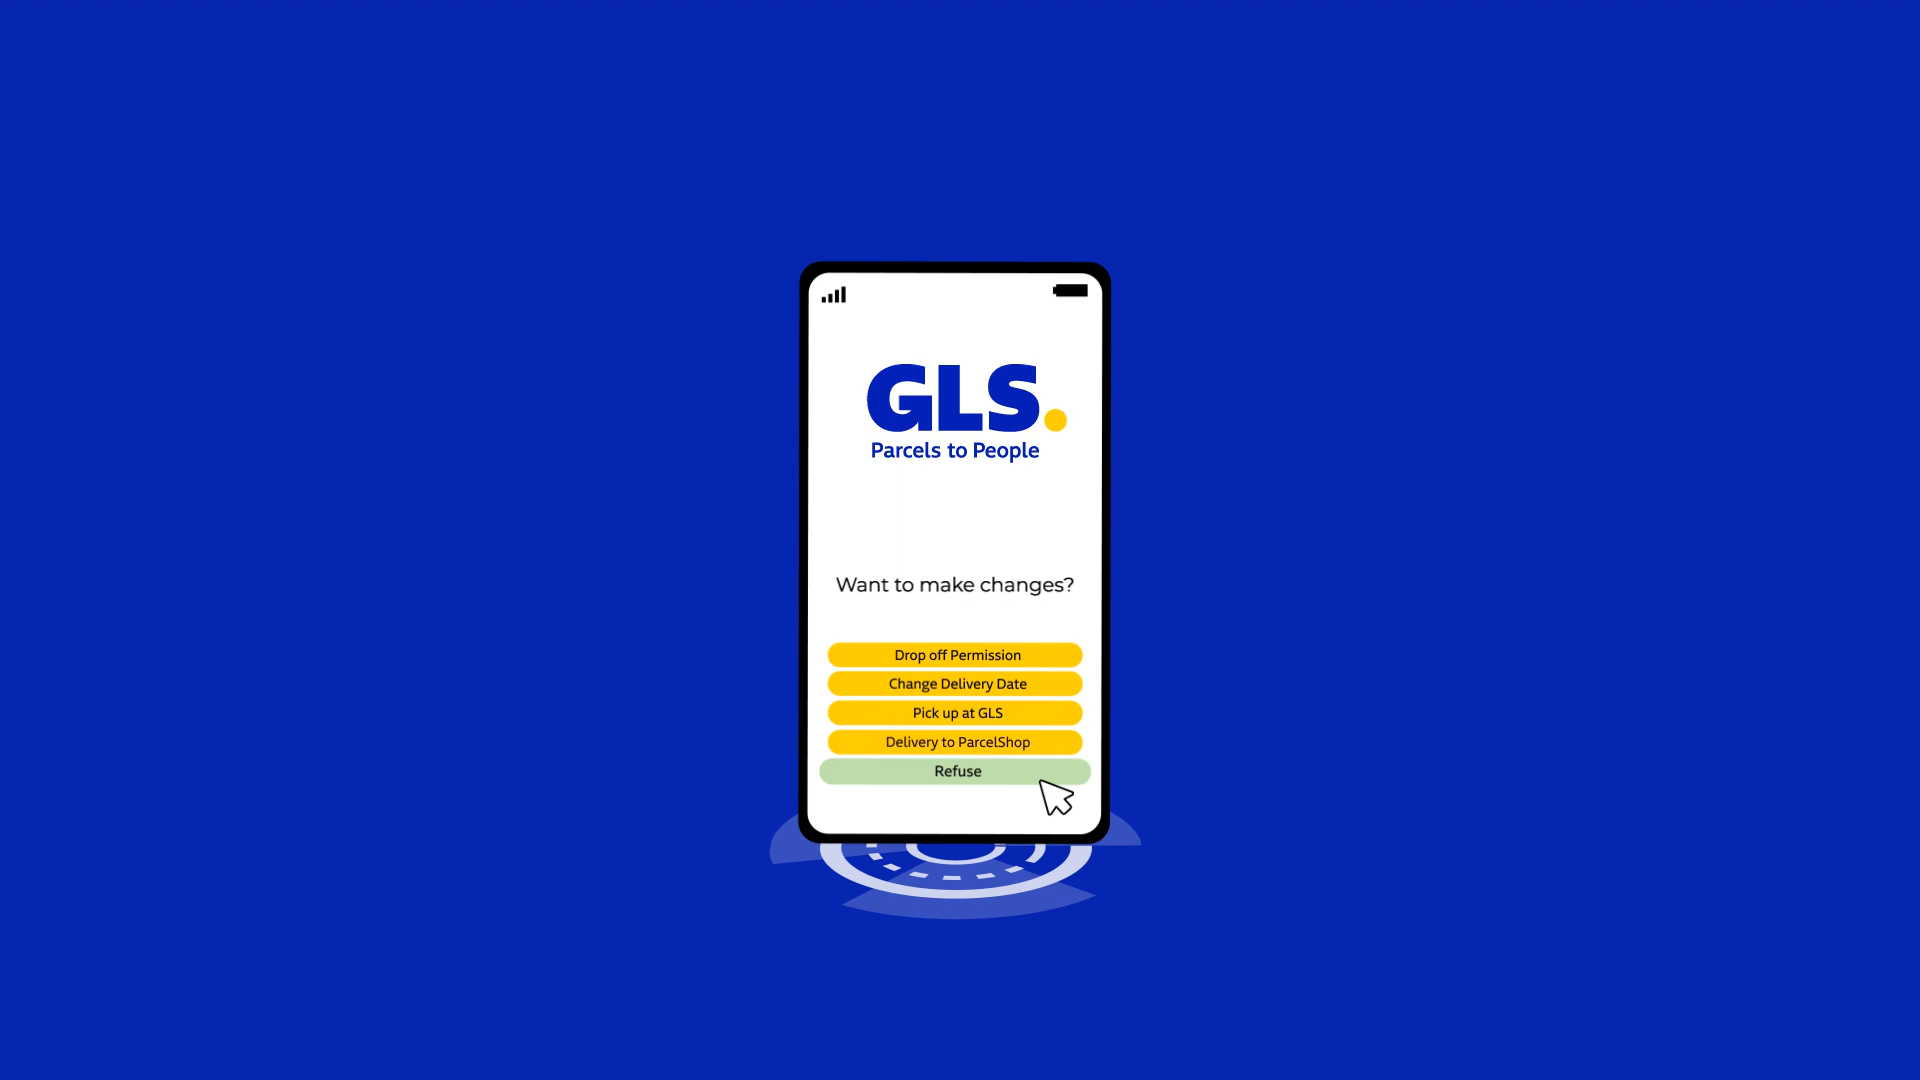 GLS.
Parcels to People
Want to make changes?
Drop off Permission
Change Delivery Date
Pick up at GLS
Delivery to ParcelShop
Refuse